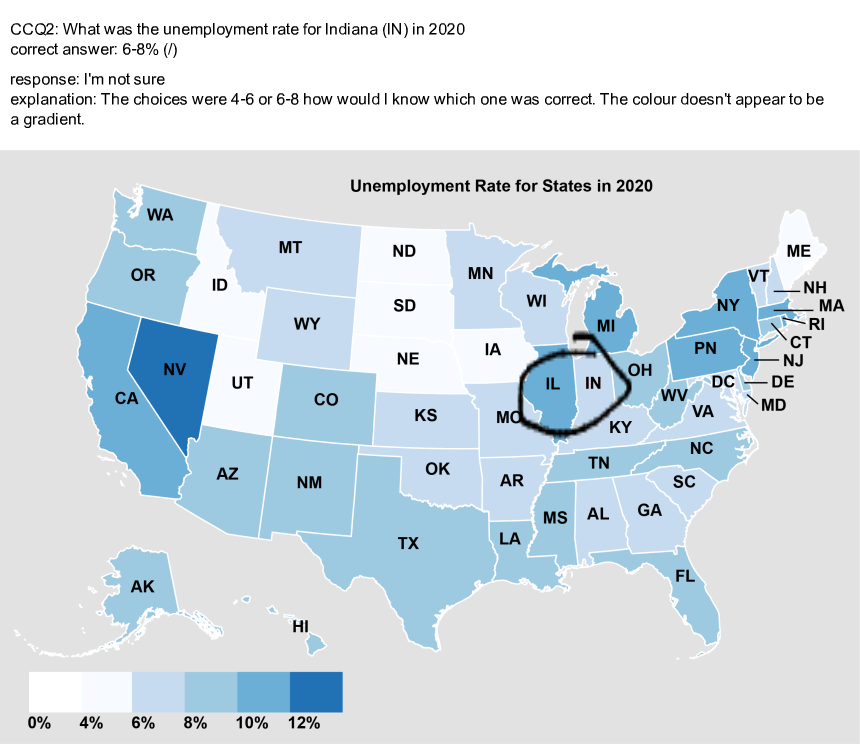 CCQ2: What was the unemployment rate for Indiana (IN) in 2020
correct answer: 6-8% (/)
response: I'm not sure
explanation: The choices were 4-6 or 6-8 how would I know which one was correct. The colour doesn't appear to be
a gradient.
Unemployment Rate for States in 2020
WA
MT
ND
MN
ME
VT
NH
OR
ID
SD
WI
MI
NY
MA
RI
WY
CT
NE
IA
PN
NJ
NV
UT
IL
IN
OH
DC
DE
CA
CO
WV
MD
KS
MO
VA
KY
AZ
NM
OK
TN
NC
AR
SC
MS
AL
GA
TX
LA
FL
AK
HI
0% 4% 6% 8% 10% 12%